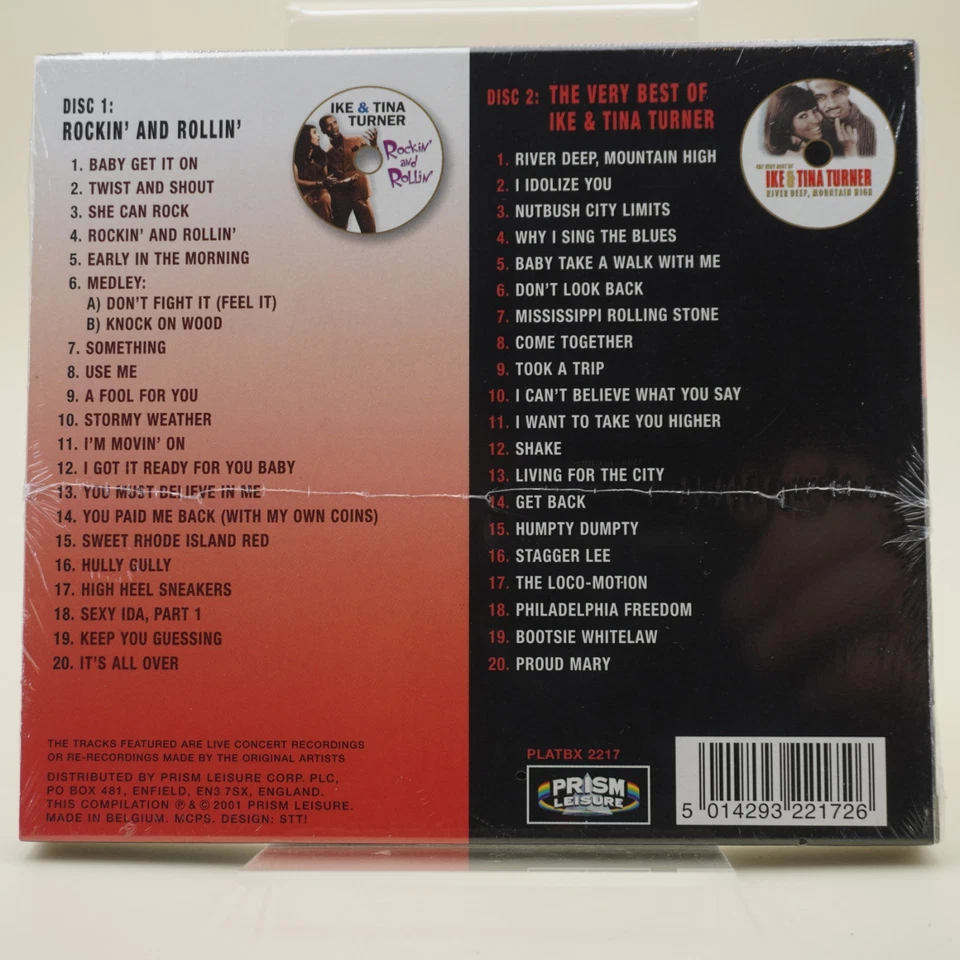 DISC 1:
ROCKIN' AND ROLLIN'
IKE & TINA
TURNER
Rockin'
and
Rollin'
1. BABY GET IT ON
2. TWIST AND SHOUT
3. SHE CAN ROCK
4. ROCKIN' AND ROLLIN'
5. EARLY IN THE MORNING
6. MEDLEY:
A) DON'T FIGHT IT (FEEL IT)
B) KNOCK ON WOOD
7. SOMETHING
8. USE ME
9. A FOOL FOR YOU
10. STORMY WEATHER
11. I'M MOVIN' ON
12. I GOT IT READY FOR YOU BABY
13. YOU MUST BELIEVE IN ME
14. YOU PAID ME BACK (WITH MY OWN COINS)
15. SWEET RHODE ISLAND RED
16. HULLY GULLY
17. HIGH HEEL SNEAKERS
18. SEXY IDA, PART 1
19. KEEP YOU GUESSING
20. IT'S ALL OVER
THE TRACKS FEATURED ARE LIVE CONCERT RECORDINGS
OR RE-RECORDINGS MADE BY THE ORIGINAL ARTISTS
DISTRIBUTED BY PRISM LEISURE CORP. PLC,
PO BOX 481, ENFIELD, EN3 7SX, ENGLAND.
THIS COMPILATION ℗ & © 2001 PRISM LEISURE.
MADE IN BELGIUM. MCPS. DESIGN: STT!
DISC 2: THE VERY BEST OF
IKE & TINA TURNER
THE VERY BEST OF
IKE & TINA TURNER
RIVER DEEP, MOUNTAIN HIGH
1. RIVER DEEP, MOUNTAIN HIGH
2. I IDOLIZE YOU
3. NUTBUSH CITY LIMITS
4. WHY I SING THE BLUES
5. BABY TAKE A WALK WITH ME
6. DON'T LOOK BACK
7. MISSISSIPPI ROLLING STONE
8. COME TOGETHER
9. TOOK A TRIP
10. I CAN'T BELIEVE WHAT YOU SAY
11. I WANT TO TAKE YOU HIGHER
12. SHAKE
13. LIVING FOR THE CITY
14. GET BACK
15. HUMPTY DUMPTY
16. STAGGER LEE
17. THE LOCO-MOTION
18. PHILADELPHIA FREEDOM
19. BOOTSIE WHITELAW
20. PROUD MARY
PLATBX 2217
PRISM
LEISURE
5 014293 221726